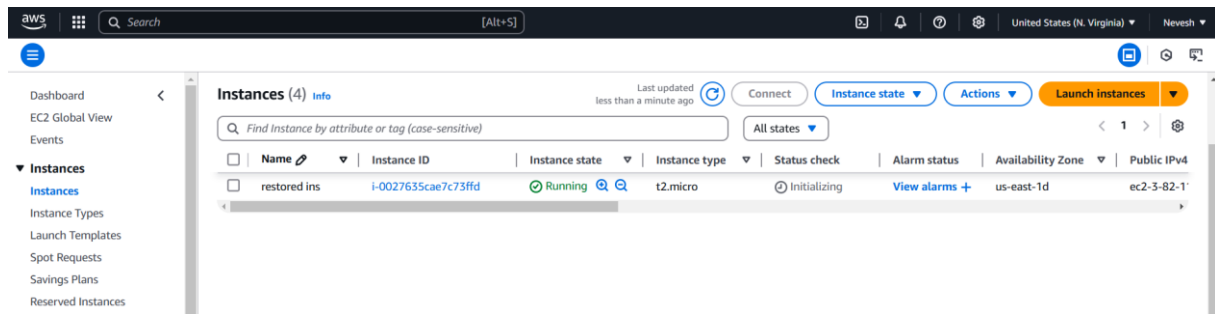 aws Search [Alt+S] United States (N. Virginia) Nevesh
Dashboard
EC2 Global View
Events
Instances
Instances
Instance Types
Launch Templates
Spot Requests
Savings Plans
Reserved Instances
Instances (4) Info Last updated less than a minute ago Connect Instance state Actions Launch instances
Find Instance by attribute or tag (case-sensitive) All states 1
Name Instance ID Instance state Instance type Status check Alarm status Availability Zone Public IPv4
restored ins i-0027635cae7c73ffd Running t2.micro Initializing View alarms + us-east-1d ec2-3-82-1